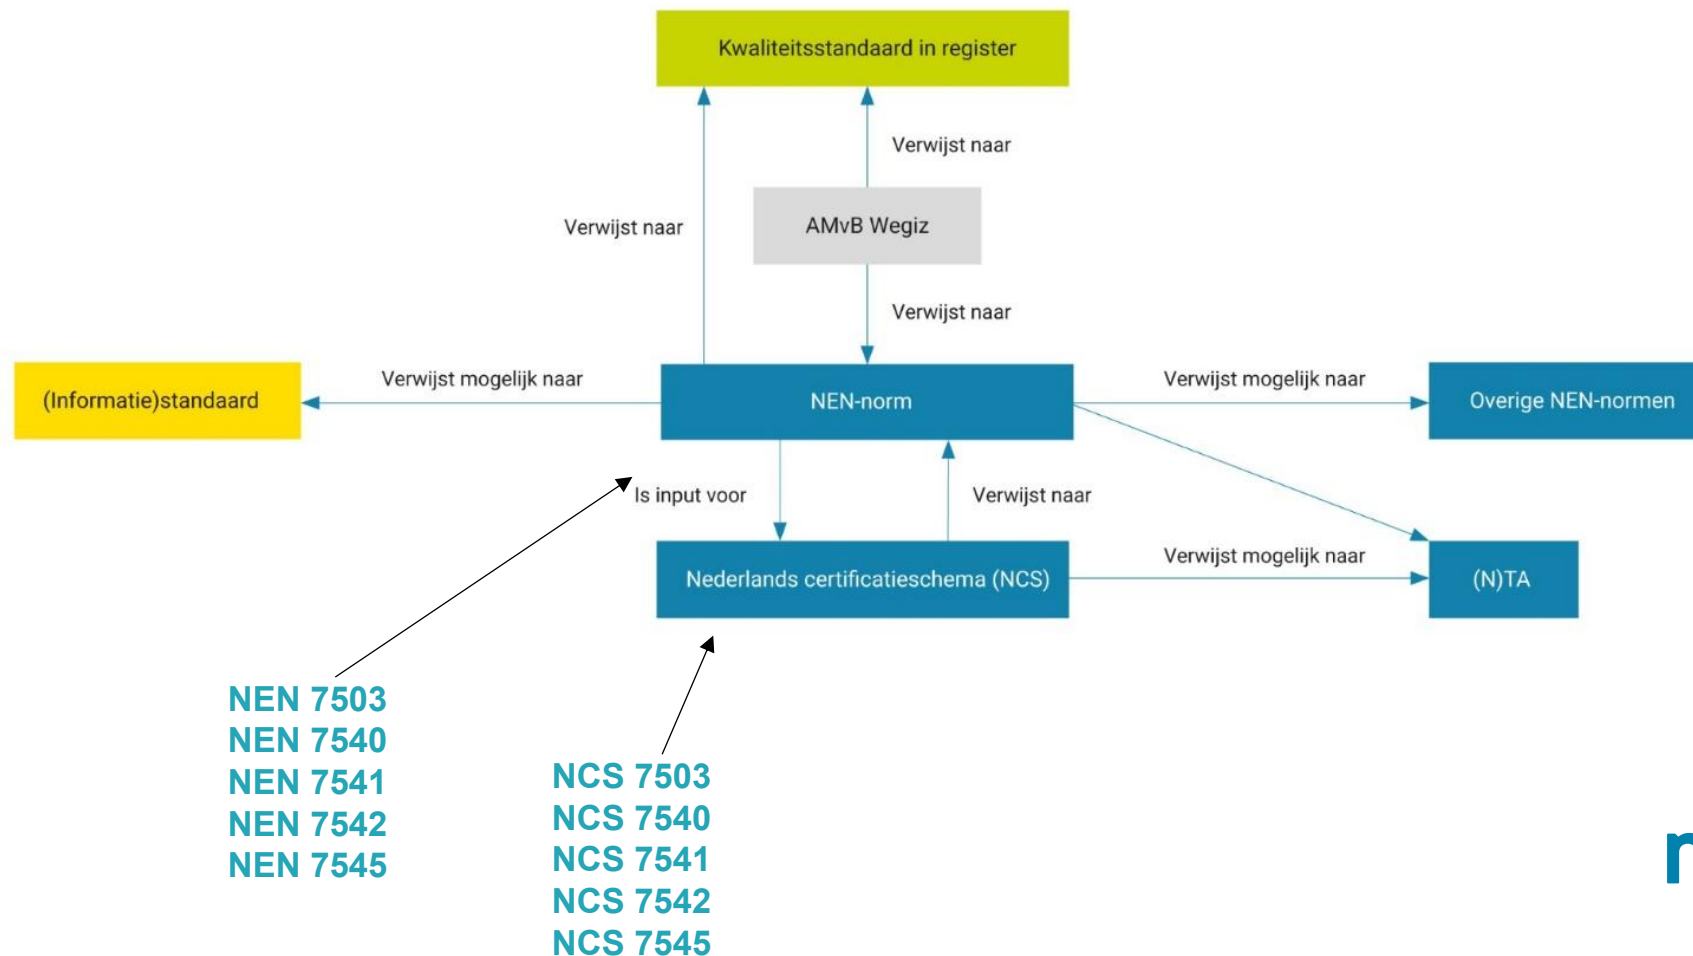 Kwaliteitsstandaard in register
Verwijst naar
Verwijst naar
AMvB Wegiz
Verwijst naar
(Informatie)standaard
Verwijst mogelijk naar
NEN-norm
Verwijst mogelijk naar
Overige NEN-normen
Is input voor
Verwijst naar
Nederlands certificatieschema (NCS)
Verwijst mogelijk naar
(N)TA
NEN 7503
NEN 7540
NEN 7541
NEN 7542
NEN 7545
NCS 7503
NCS 7540
NCS 7541
NCS 7542
NCS 7545